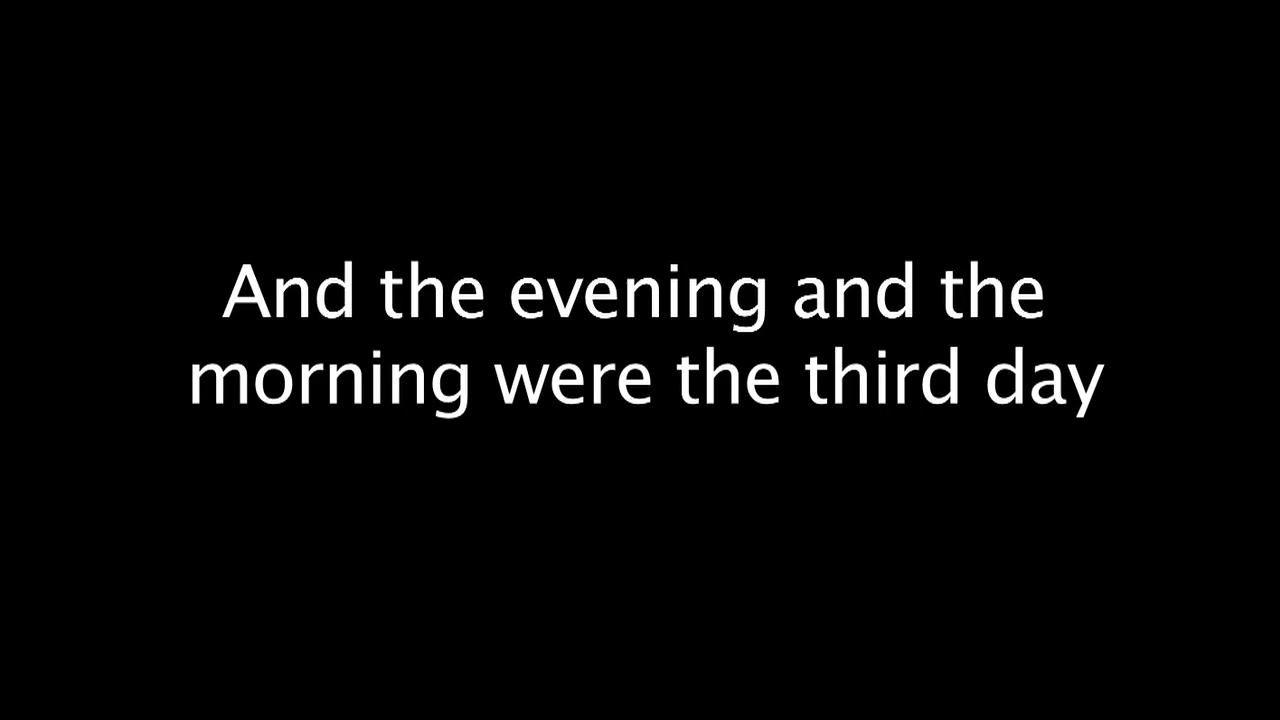 And the evening and the
morning were the third day